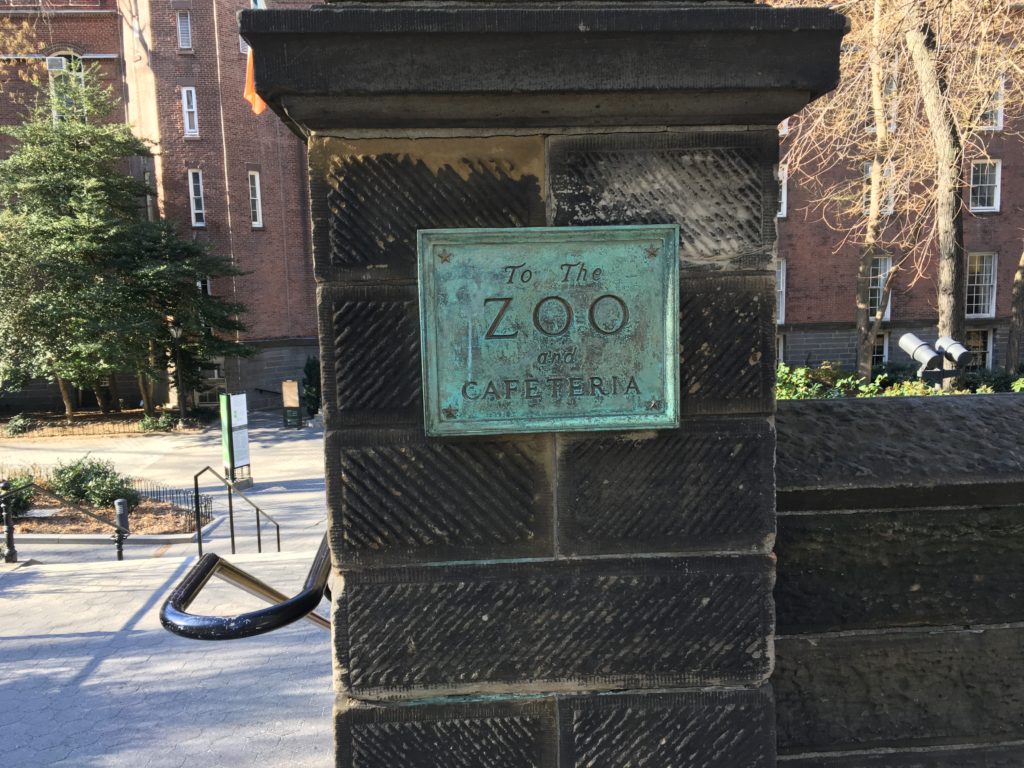 To The
ZOO
and
CAFETERIA